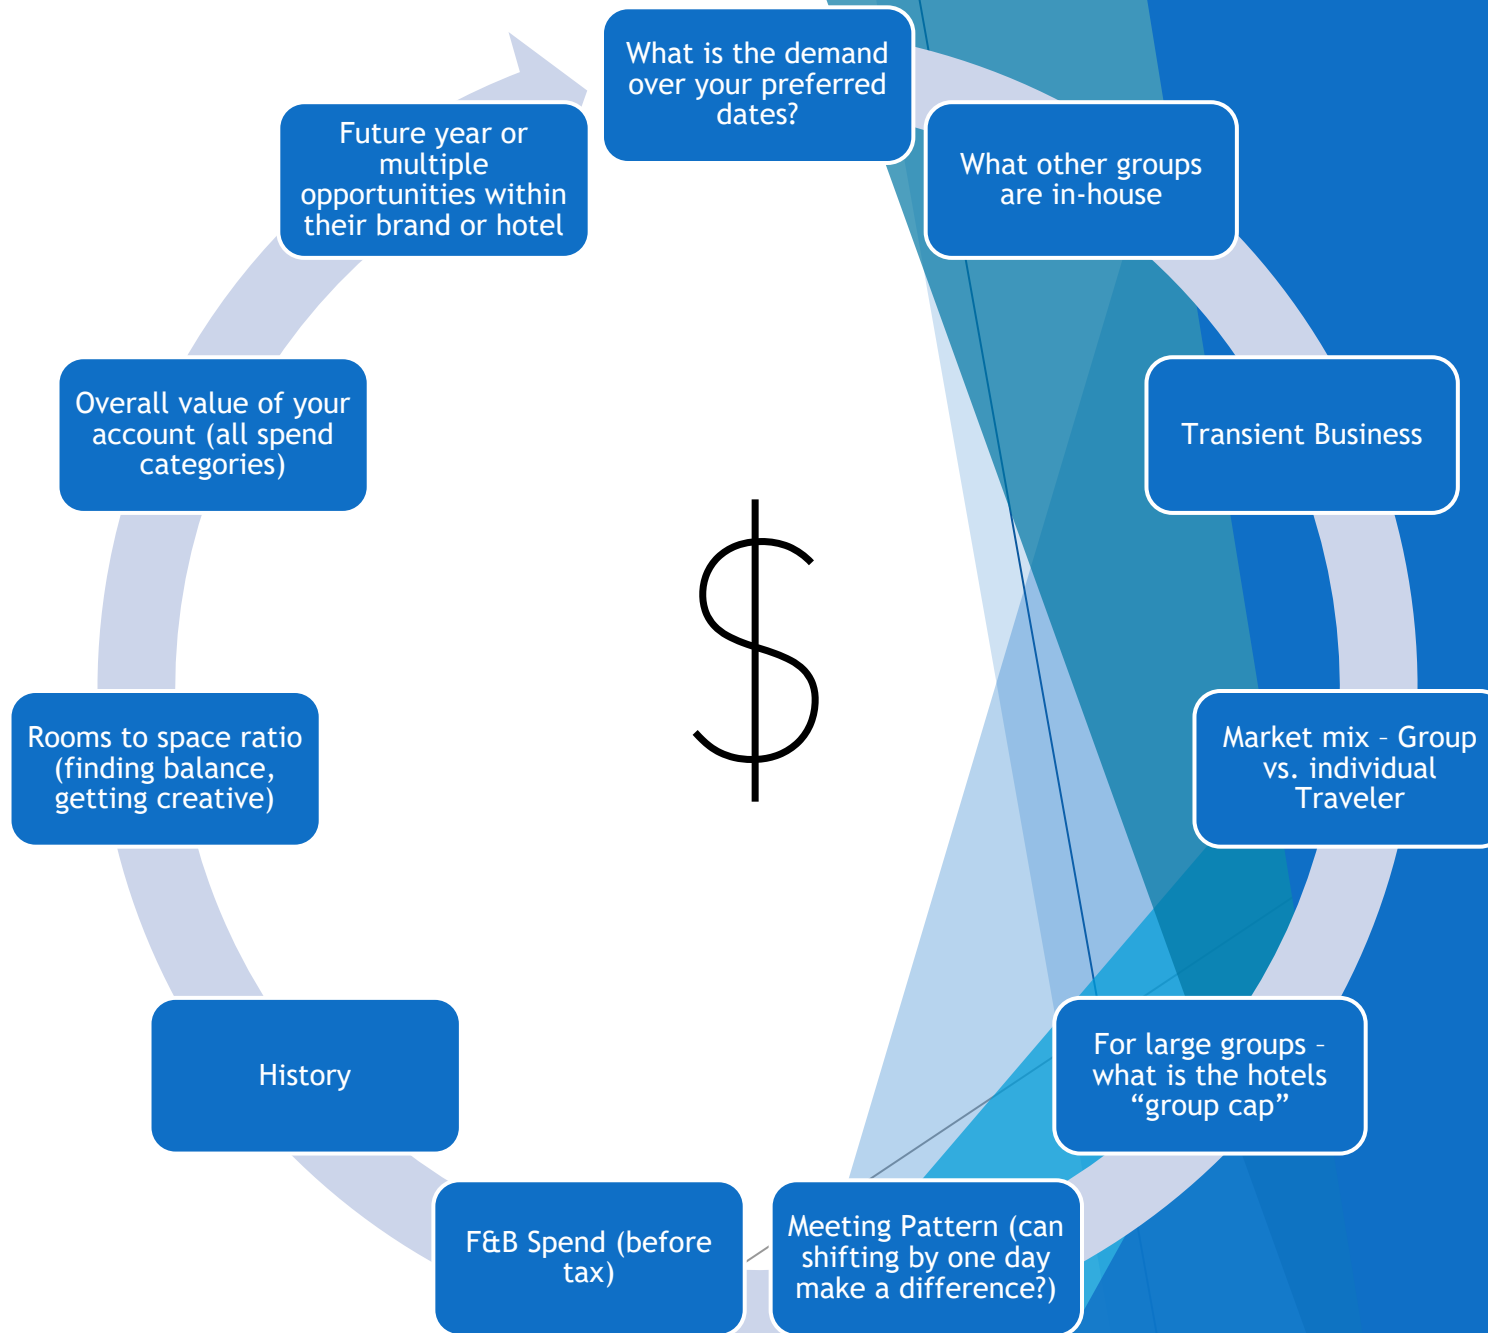 What is the demand
over your preferred
dates?
What other groups
are in-house
Transient Business
Market mix – Group
vs. individual
Traveler
For large groups –
what is the hotels
“group cap”
Meeting Pattern (can
shifting by one day
make a difference?)
F&B Spend (before
tax)
History
Rooms to space ratio
(finding balance,
getting creative)
Overall value of your
account (all spend
categories)
Future year or
multiple
opportunities within
their brand or hotel
$